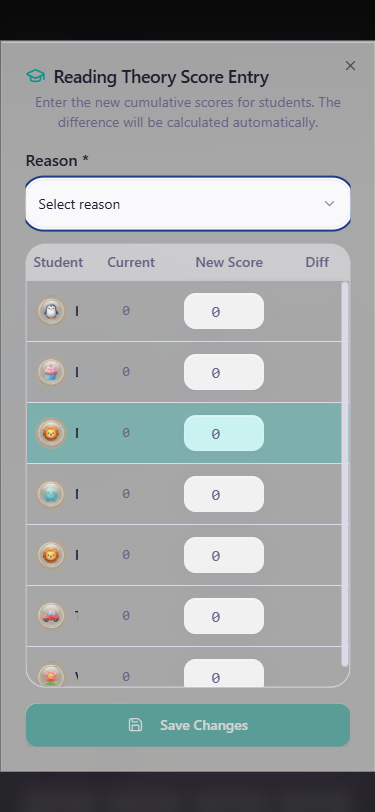 Reading Theory Score Entry
Enter the new cumulative scores for students. The
difference will be calculated automatically.
Reason *
Select reason
Student Current New Score Diff
0 0
0 0
0 0
0 0
0 0
0 0
0 0
Save Changes